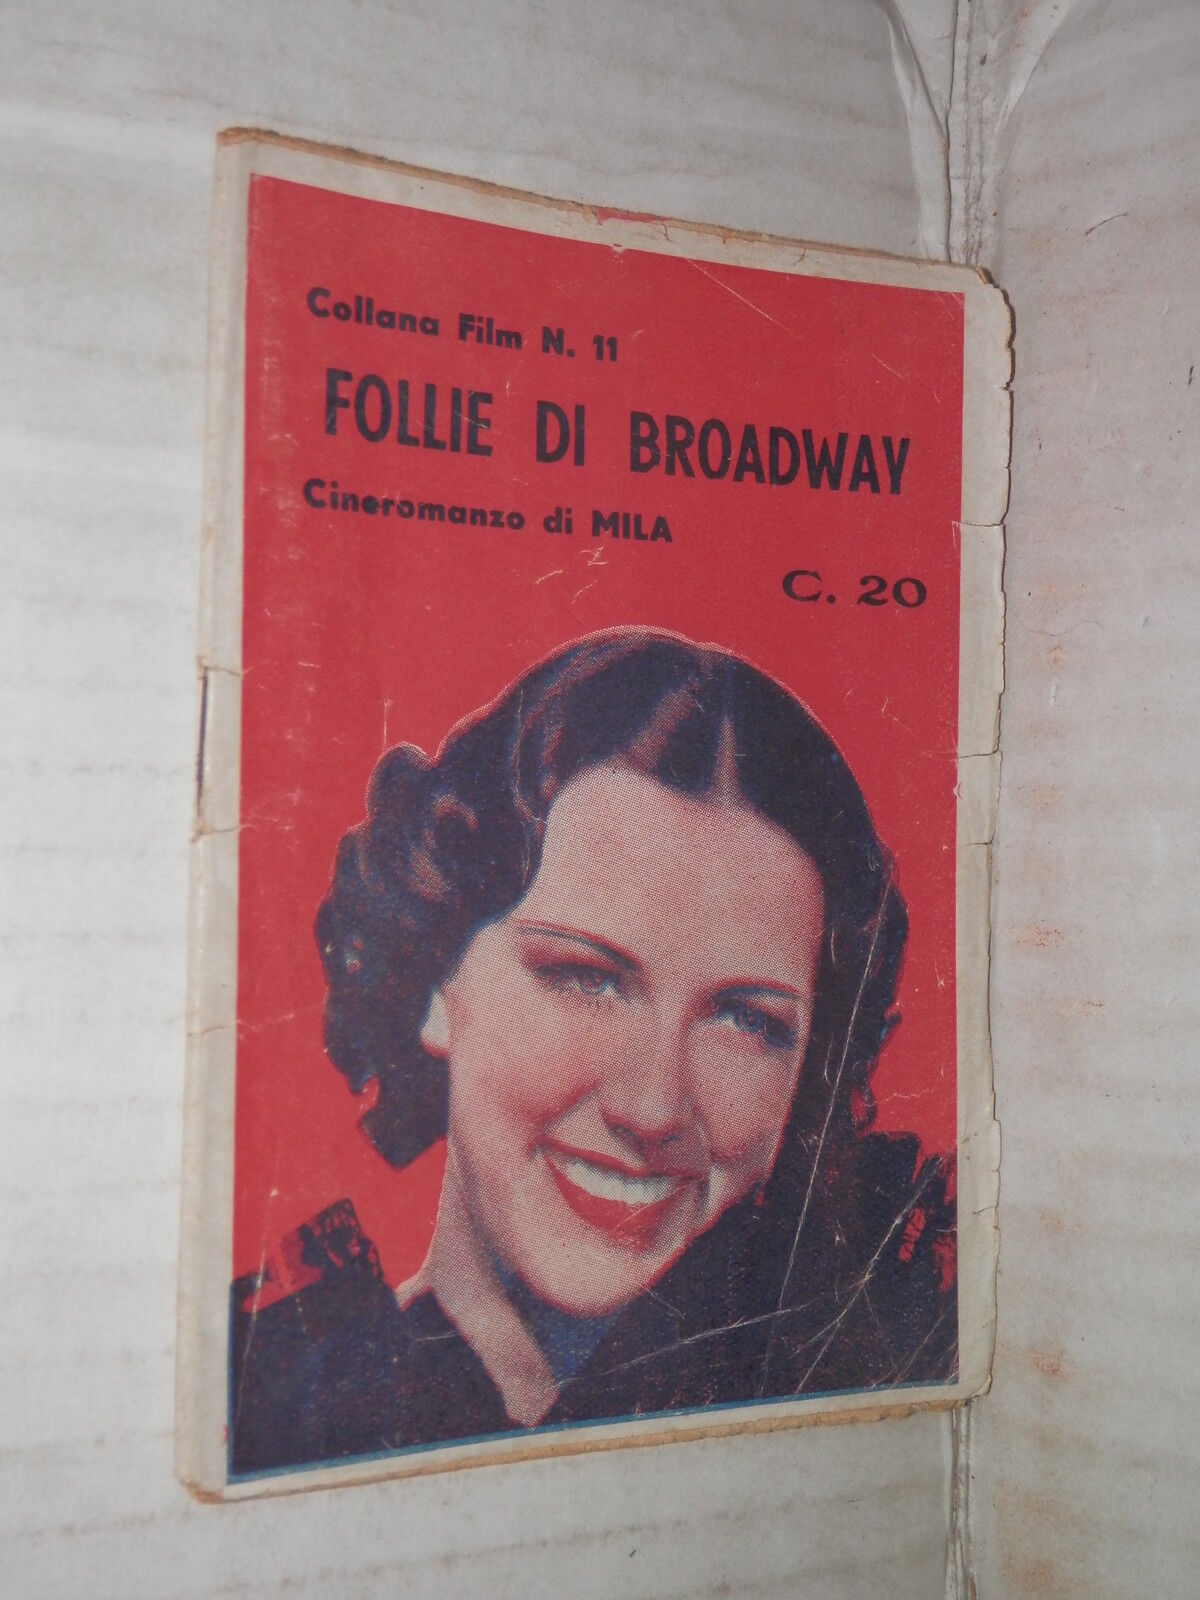 Collana Film N. 11
FOLLIE DI BROADWAY
Cineromanzo di MILA
C. 20